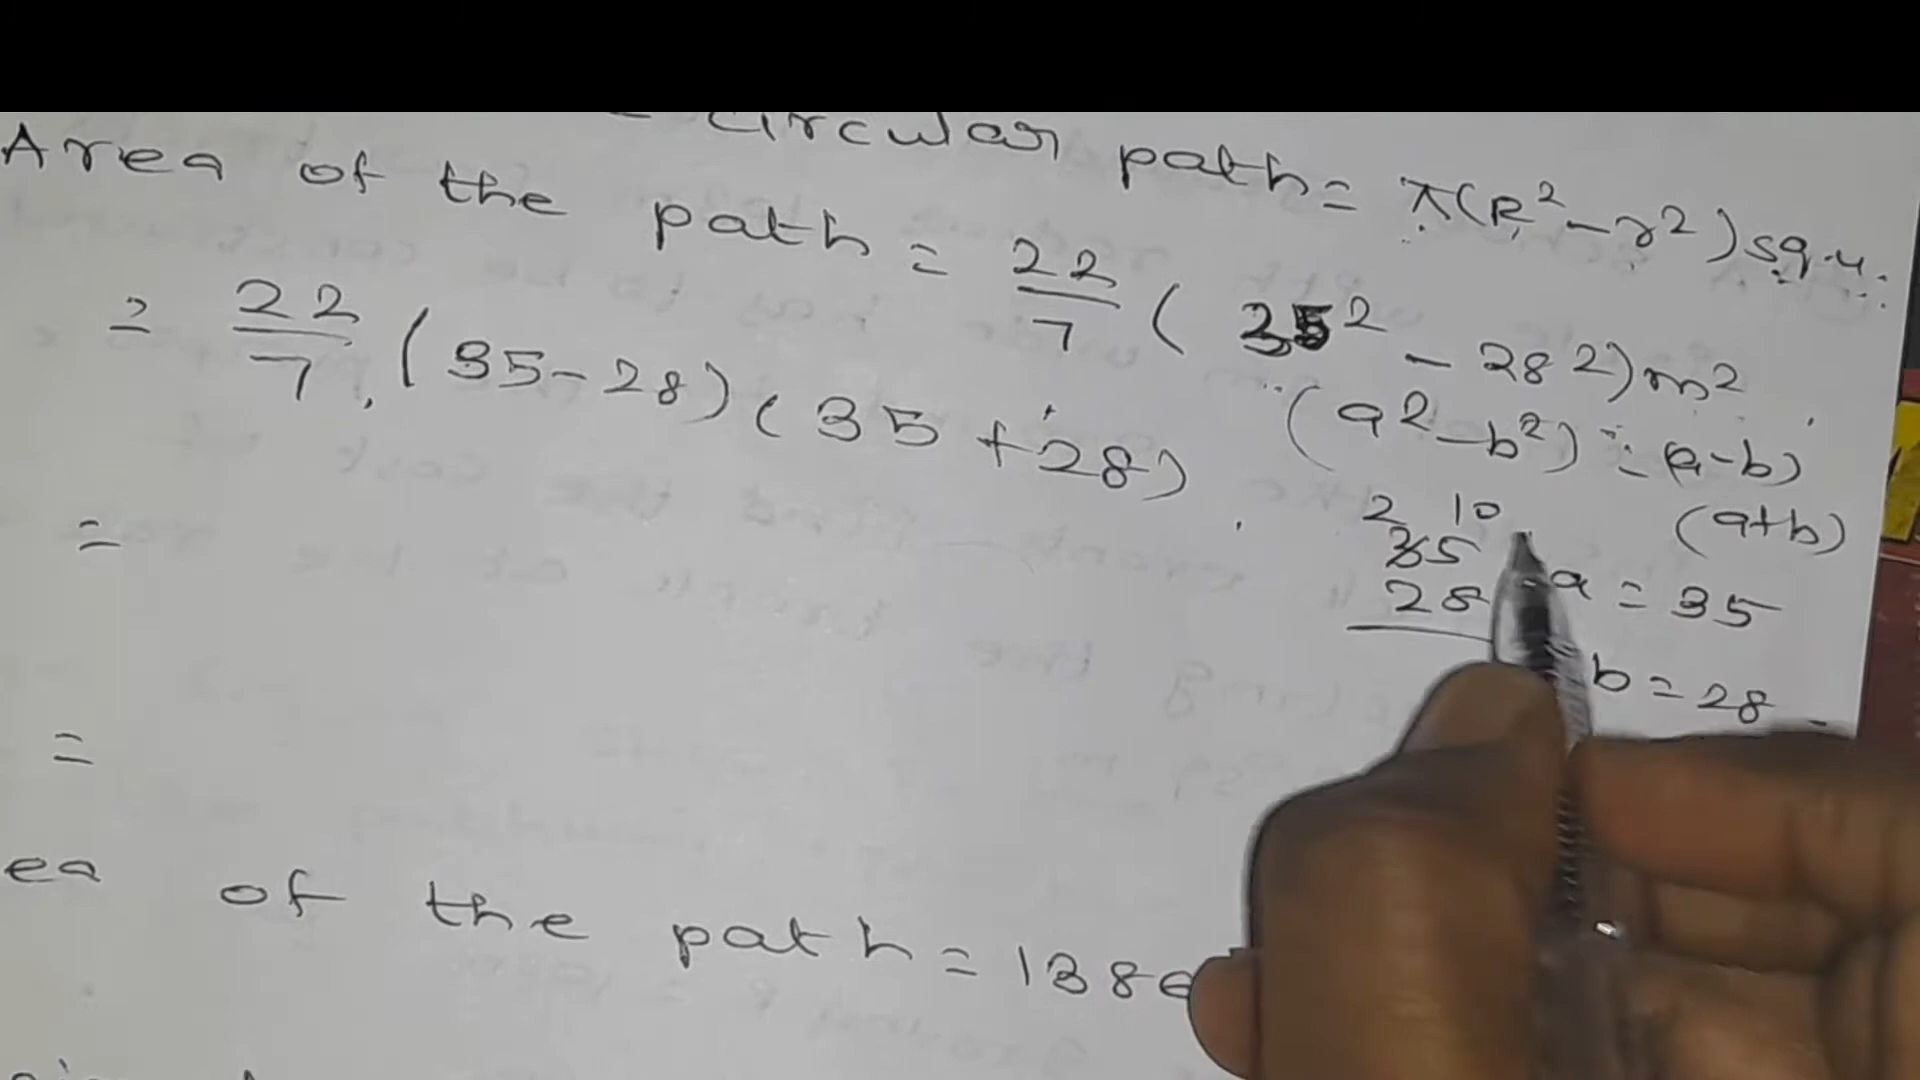 Circular path = π(R² - r²) sq.u.
Area of the path = 22/7 ( 35² - 28²) m²
= 22/7 (35-28) (35+28)
(a² - b²) = (a-b)
(a+b)
2 10
35
28
a = 35
b = 28
=
=
ea of the path = 1386